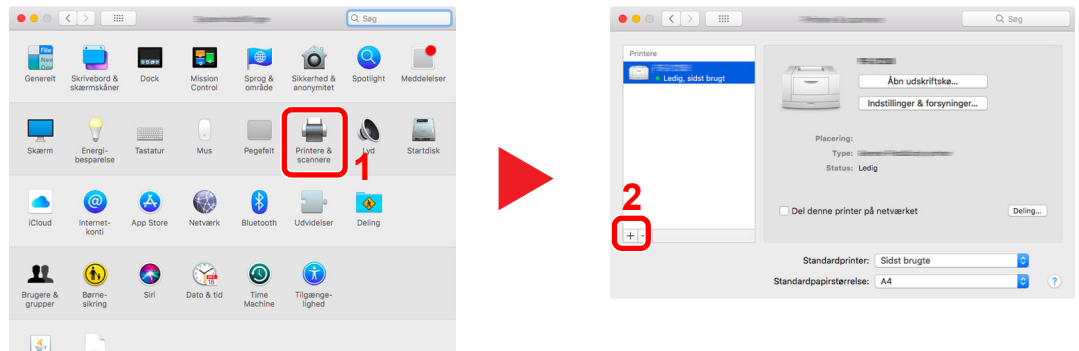 Søg
File
New
Ope
Generelt
Skrivebord &
skærmskåner
Dock
Mission
Control
Sprog &
område
Sikkerhed &
anonymitet
Spotlight
Meddelelser
Skærm
Energi-
besparelse
Tastatur
Mus
Pegefelt
Printere &
scannere
Lyd
Startdisk
1
iCloud
Internet-
konti
App Store
Netværk
Bluetooth
Udvidelser
Deling
Brugere &
grupper
Børne-
sikring
Siri
Dato & tid
Time
Machine
Tilgænge-
lighed
Søg
Printere
Ledig, sidst brugt
Åbn udskriftskø...
Indstillinger & forsyninger...
Placering:
Type:
Status: Ledig
2
+ -
Del denne printer på netværket
Deling...
Standardprinter: Sidst brugte
Standardpapirstørrelse: A4
?